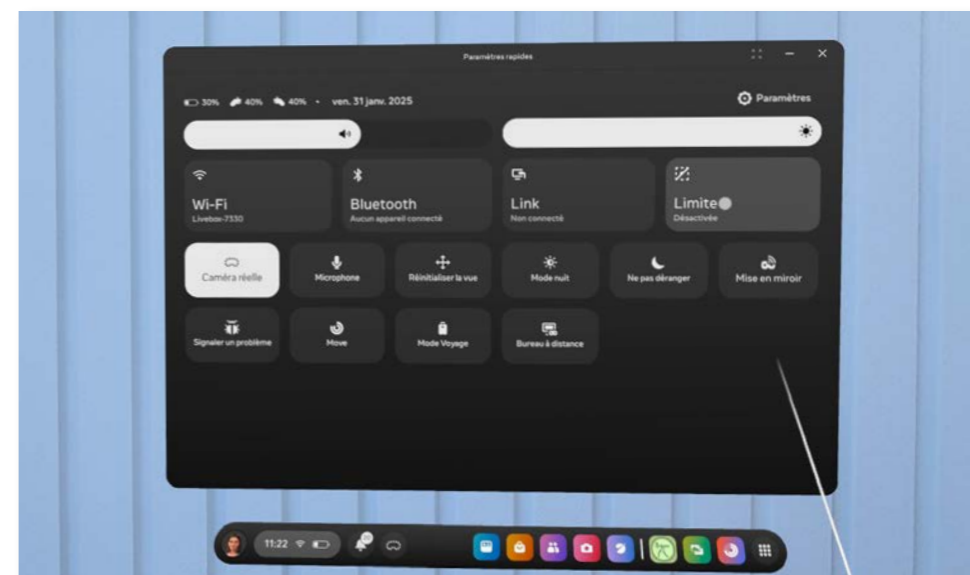 Paramètres rapides
30% 40% 40% • ven. 31 janv. 2025
Paramètres
Wi-Fi
Livebox-7330
Bluetooth
Aucun appareil connecté
Link
Non connecté
Limite
Désactivée
Caméra réelle
Microphone
Réinitialiser la vue
Mode nuit
Ne pas déranger
Mise en miroir
Signaler un problème
Move
Mode Voyage
Bureau à distance
11:22